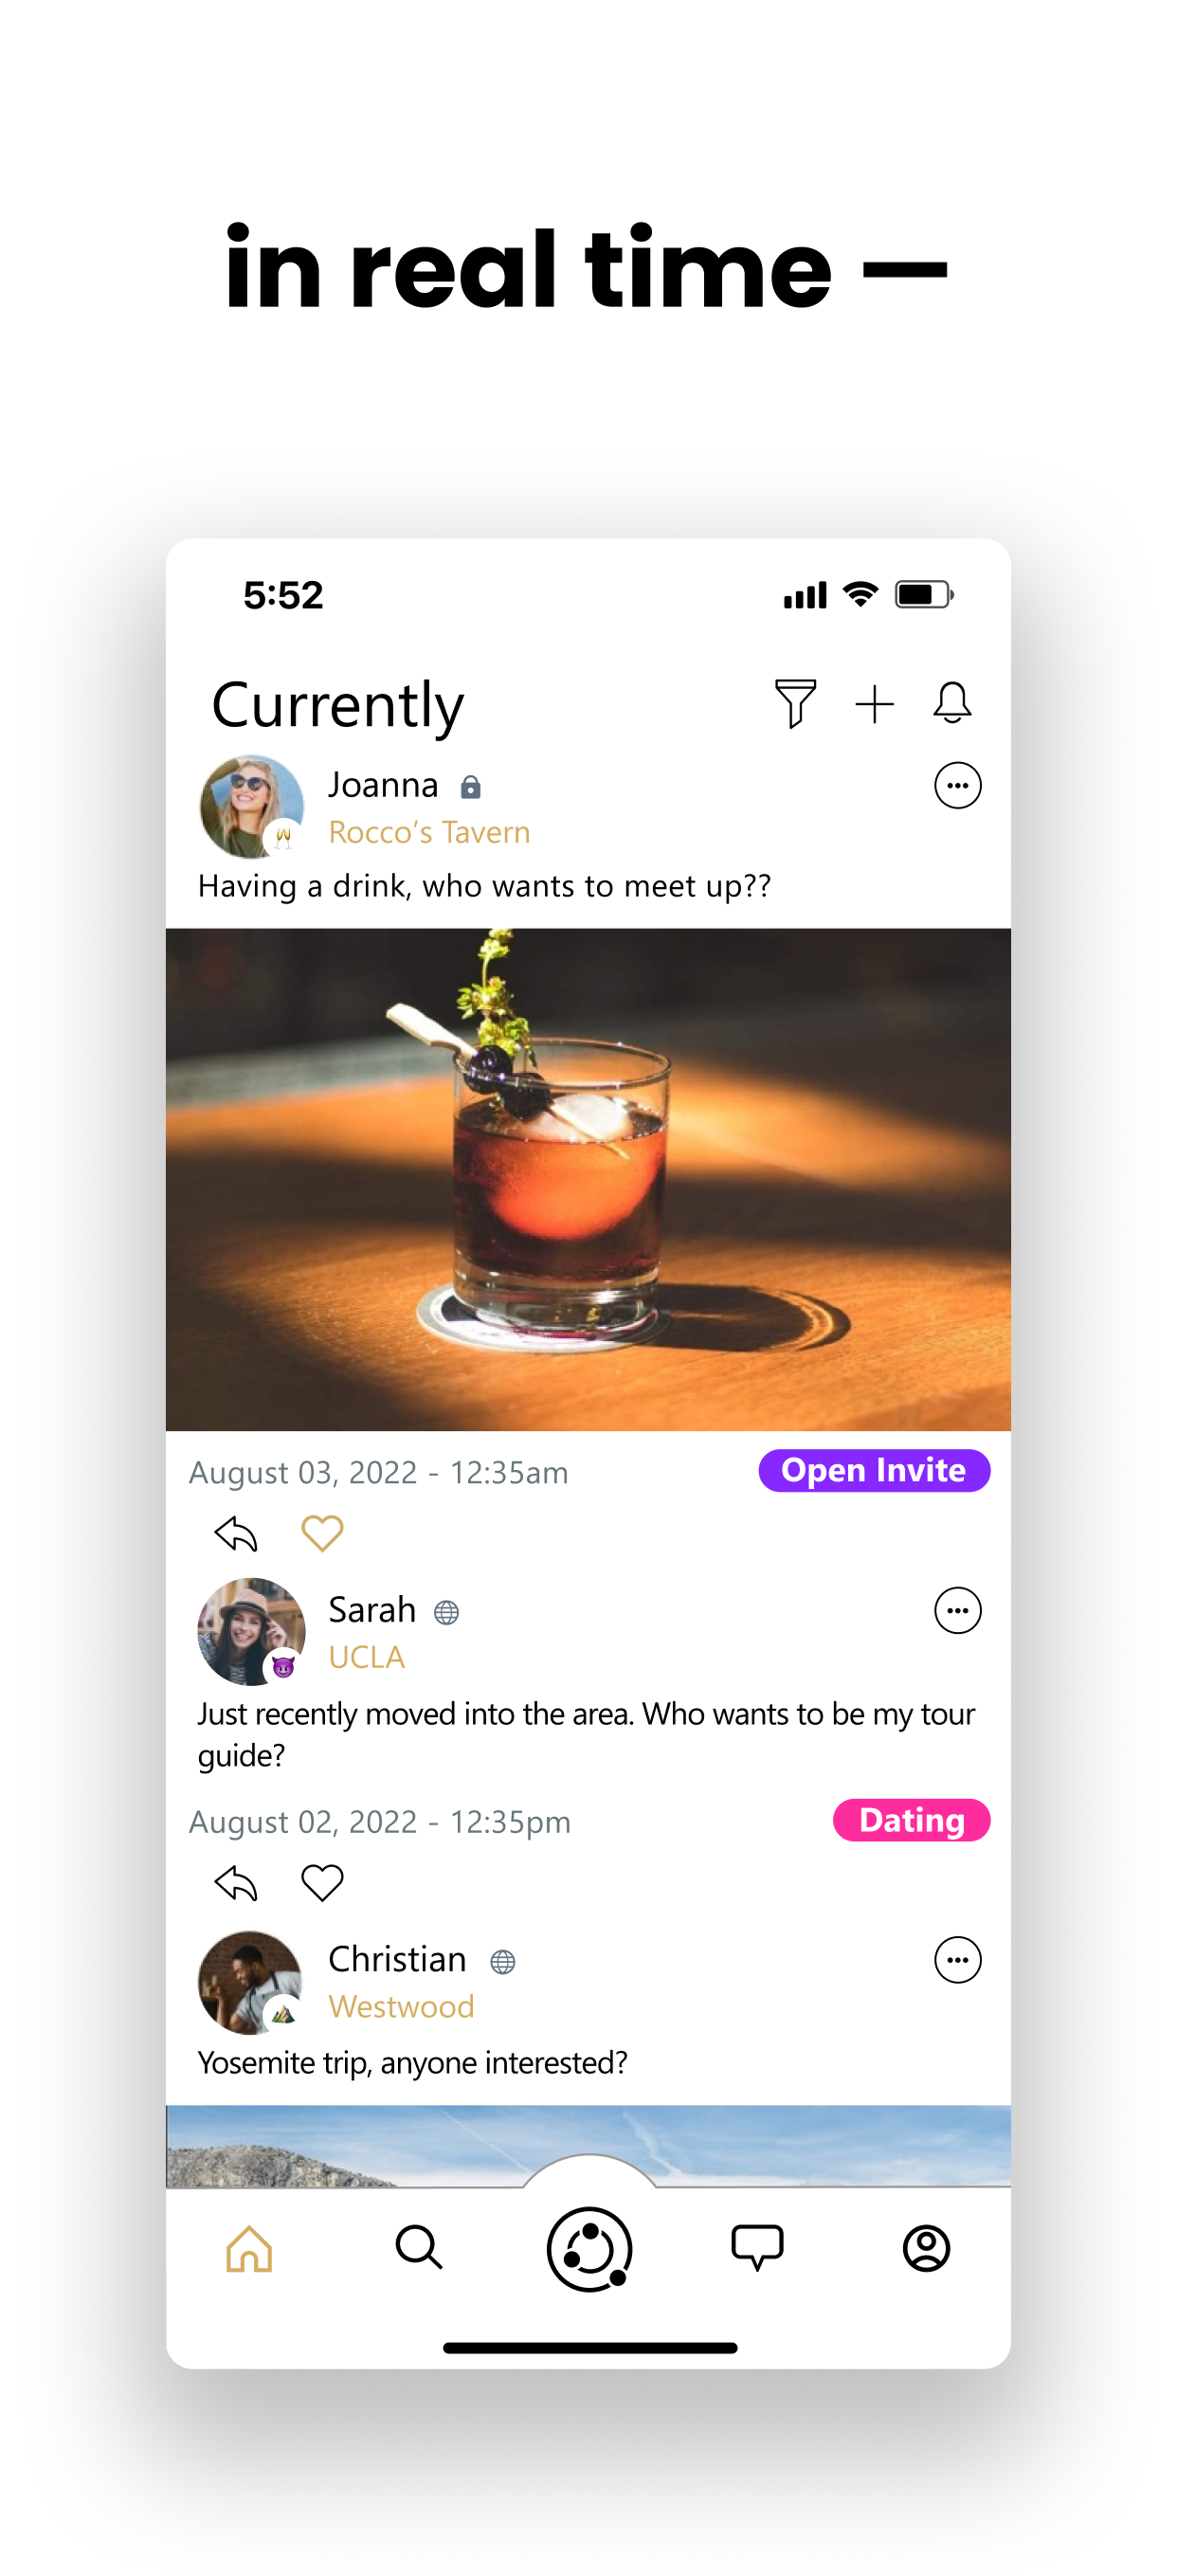 in real time —
5:52
Currently
Joanna
Rocco's Tavern
Having a drink, who wants to meet up??
August 03, 2022 - 12:35am
Open Invite
Sarah
UCLA
Just recently moved into the area. Who wants to be my tour
guide?
August 02, 2022 - 12:35pm
Dating
Christian
Westwood
Yosemite trip, anyone interested?